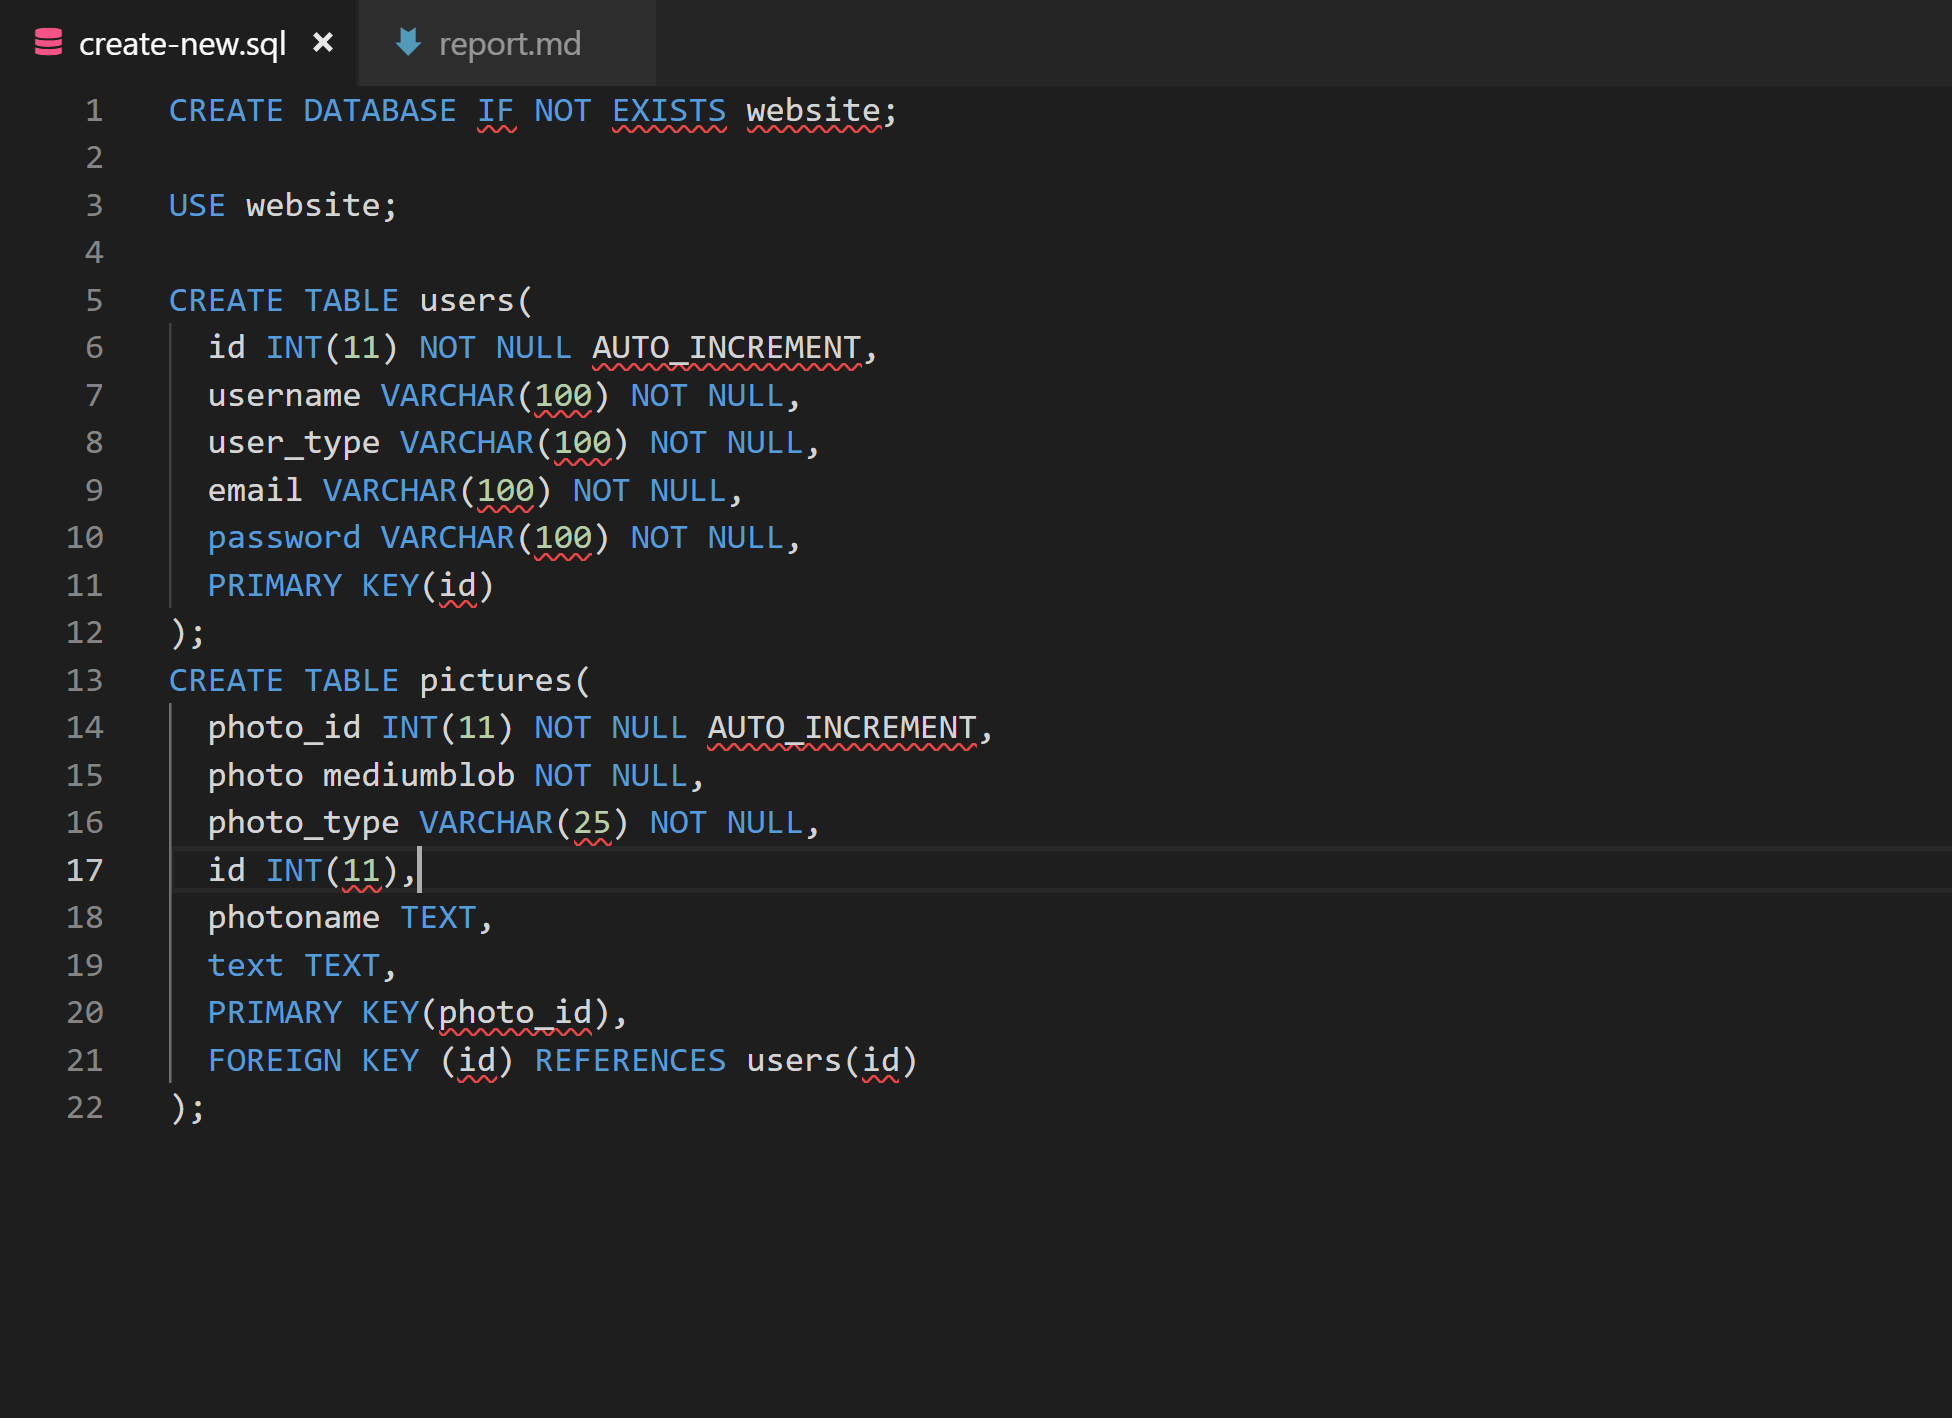 create-new.sql × report.md
1 CREATE DATABASE IF NOT EXISTS website;
2
3 USE website;
4
5 CREATE TABLE users(
6 id INT(11) NOT NULL AUTO_INCREMENT,
7 username VARCHAR(100) NOT NULL,
8 user_type VARCHAR(100) NOT NULL,
9 email VARCHAR(100) NOT NULL,
10 password VARCHAR(100) NOT NULL,
11 PRIMARY KEY(id)
12 );
13 CREATE TABLE pictures(
14 photo_id INT(11) NOT NULL AUTO_INCREMENT,
15 photo mediumblob NOT NULL,
16 photo_type VARCHAR(25) NOT NULL,
17 id INT(11),
18 photoname TEXT,
19 text TEXT,
20 PRIMARY KEY(photo_id),
21 FOREIGN KEY (id) REFERENCES users(id)
22 );